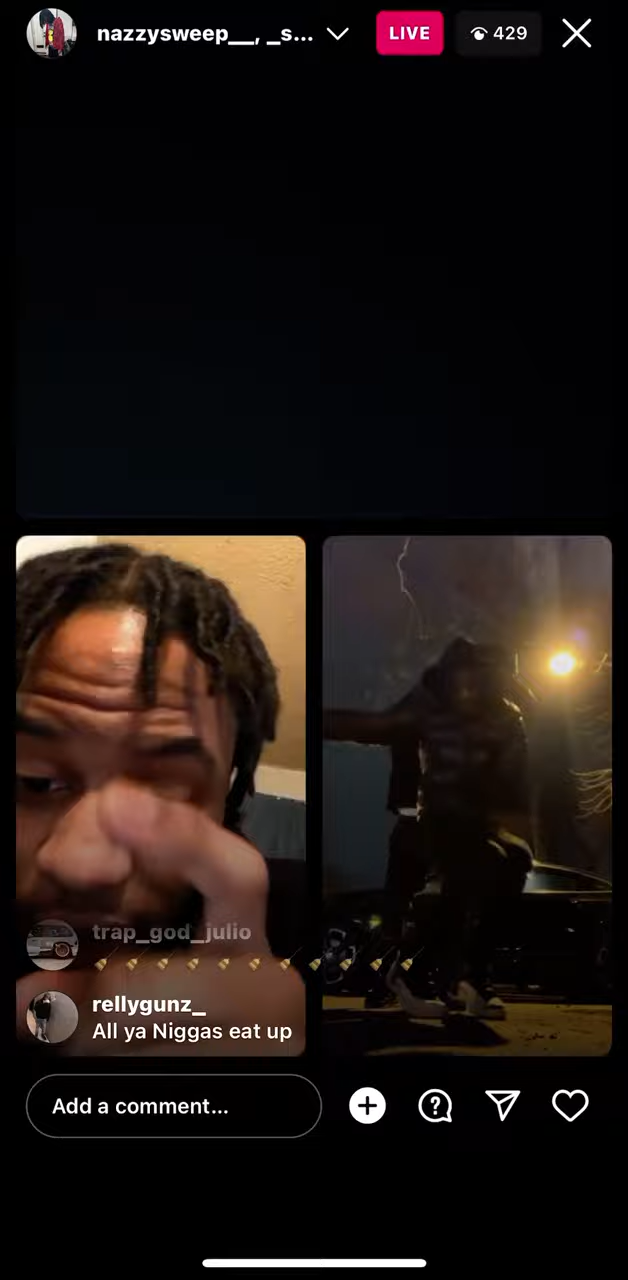 nazzysweep__, _s...
LIVE
429
trap_god_julio
🧹🧹🧹🧹🧹🧹🧹🧹🧹🧹
rellygunz_
All ya Niggas eat up
Add a comment...